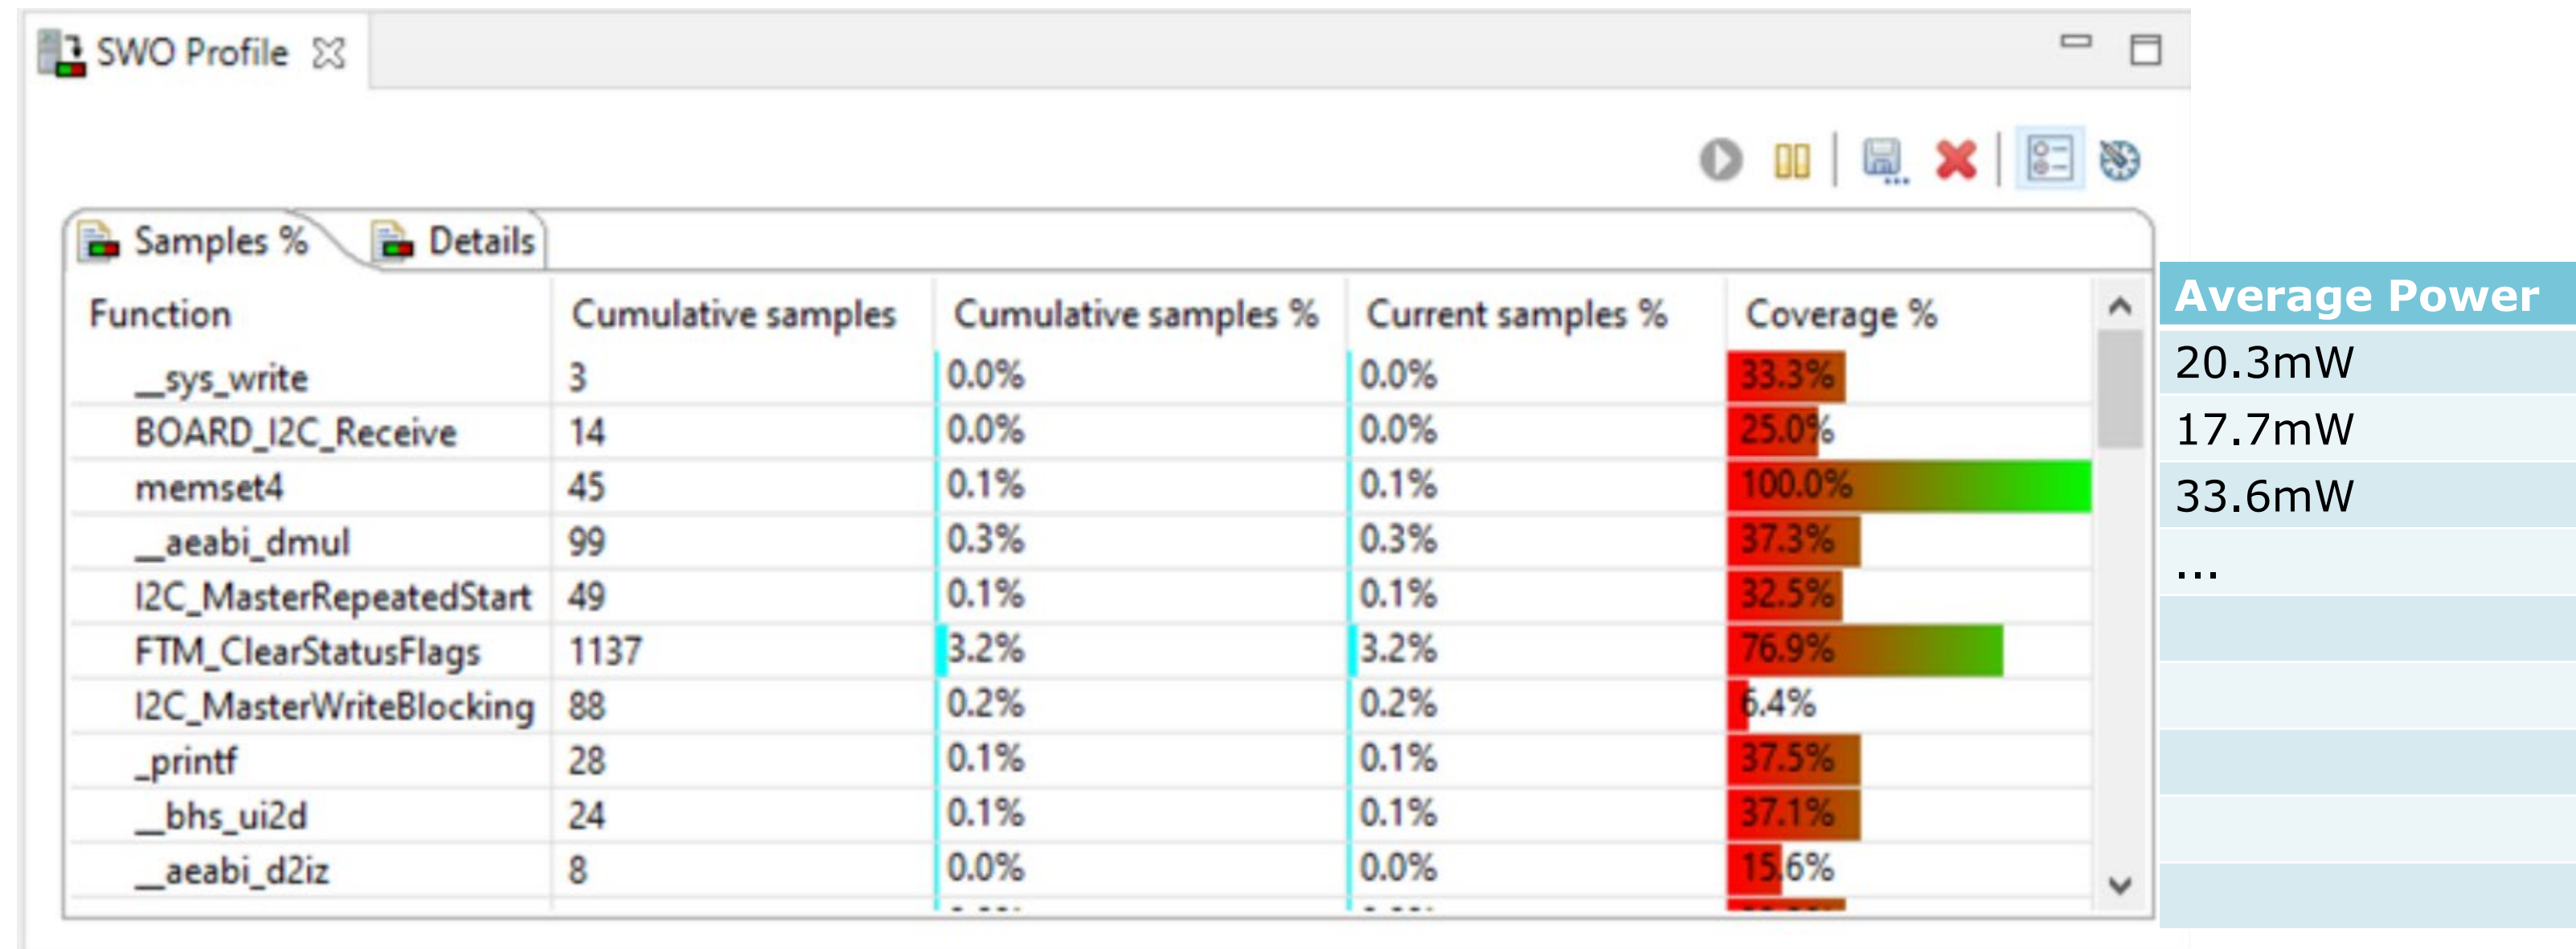 SWO Profile
Samples % Details
Function Cumulative samples Cumulative samples % Current samples % Coverage % Average Power
__sys_write 3 0.0% 0.0% 33.3% 20.3mW
BOARD_I2C_Receive 14 0.0% 0.0% 25.0% 17.7mW
memset4 45 0.1% 0.1% 100.0% 33.6mW
__aeabi_dmul 99 0.3% 0.3% 37.3% ...
I2C_MasterRepeatedStart 49 0.1% 0.1% 32.5%
FTM_ClearStatusFlags 1137 3.2% 3.2% 76.9%
I2C_MasterWriteBlocking 88 0.2% 0.2% 6.4%
_printf 28 0.1% 0.1% 37.5%
__bhs_ui2d 24 0.1% 0.1% 37.1%
__aeabi_d2iz 8 0.0% 0.0% 15.6%